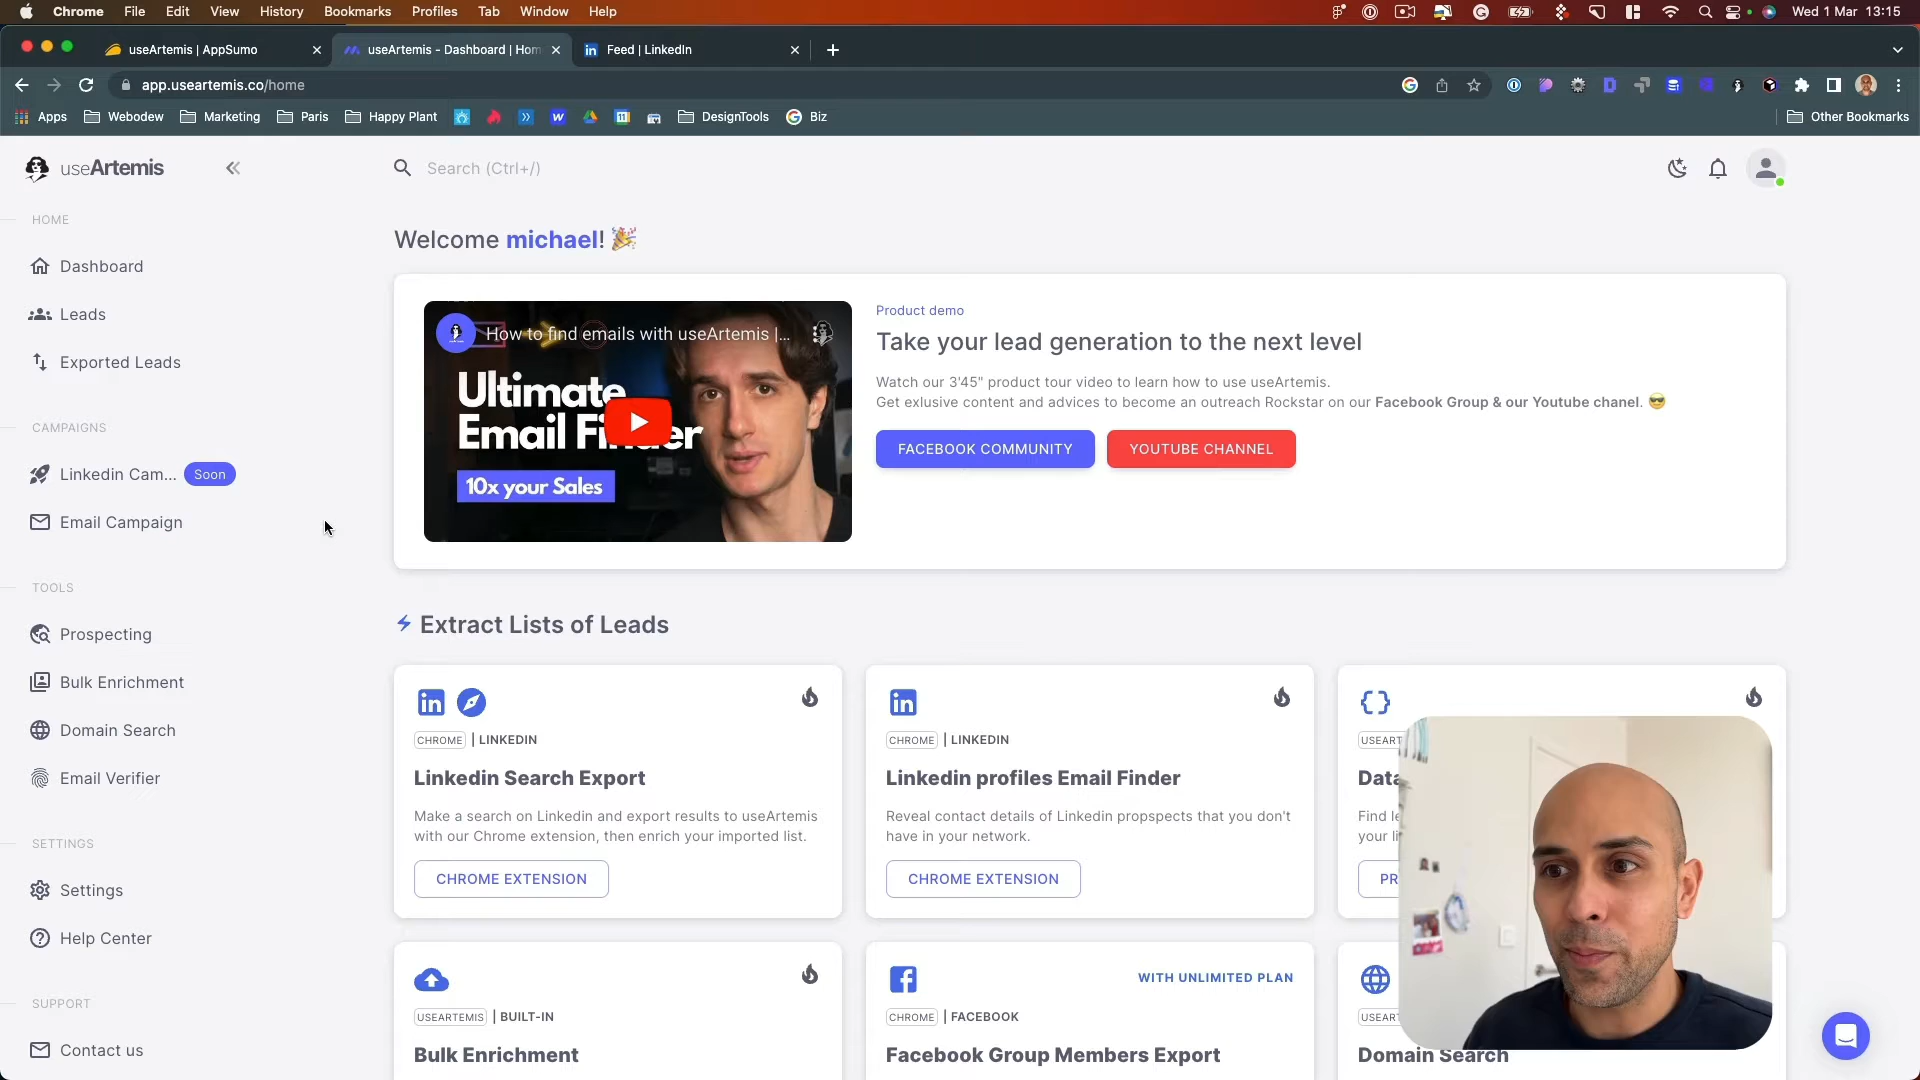 Chrome File Edit View History Bookmarks Profiles Tab Window Help
Wed 1 Mar 13:15
useArtemis | AppSumo
useArtemis - Dashboard | Hom
Feed | LinkedIn
app.useartemis.co/home
Apps Webodew Marketing Paris Happy Plant DesignTools Biz Other Bookmarks
useArtemis
Search (Ctrl+/)
HOME
Dashboard
Leads
Exported Leads
CAMPAIGNS
Linkedin Cam... Soon
Email Campaign
TOOLS
Prospecting
Bulk Enrichment
Domain Search
Email Verifier
SETTINGS
Settings
Help Center
SUPPORT
Contact us
Welcome michael! 🎉
How to find emails with useArtemis |...
Ultimate
Email Finder
10x your Sales
Product demo
Take your lead generation to the next level
Watch our 3'45" product tour video to learn how to use useArtemis.
Get exlusive content and advices to become an outreach Rockstar on our Facebook Group & our Youtube chanel. 😎
FACEBOOK COMMUNITY
YOUTUBE CHANNEL
Extract Lists of Leads
CHROME | LINKEDIN
Linkedin Search Export
Make a search on Linkedin and export results to useArtemis
with our Chrome extension, then enrich your imported list.
CHROME EXTENSION
CHROME | LINKEDIN
Linkedin profiles Email Finder
Reveal contact details of Linkedin propspects that you don't
have in your network.
CHROME EXTENSION
USEART
Data
Find le
your li
PR
USEARTEMIS | BUILT-IN
Bulk Enrichment
WITH UNLIMITED PLAN
CHROME | FACEBOOK
Facebook Group Members Export
USEART
Domain Search